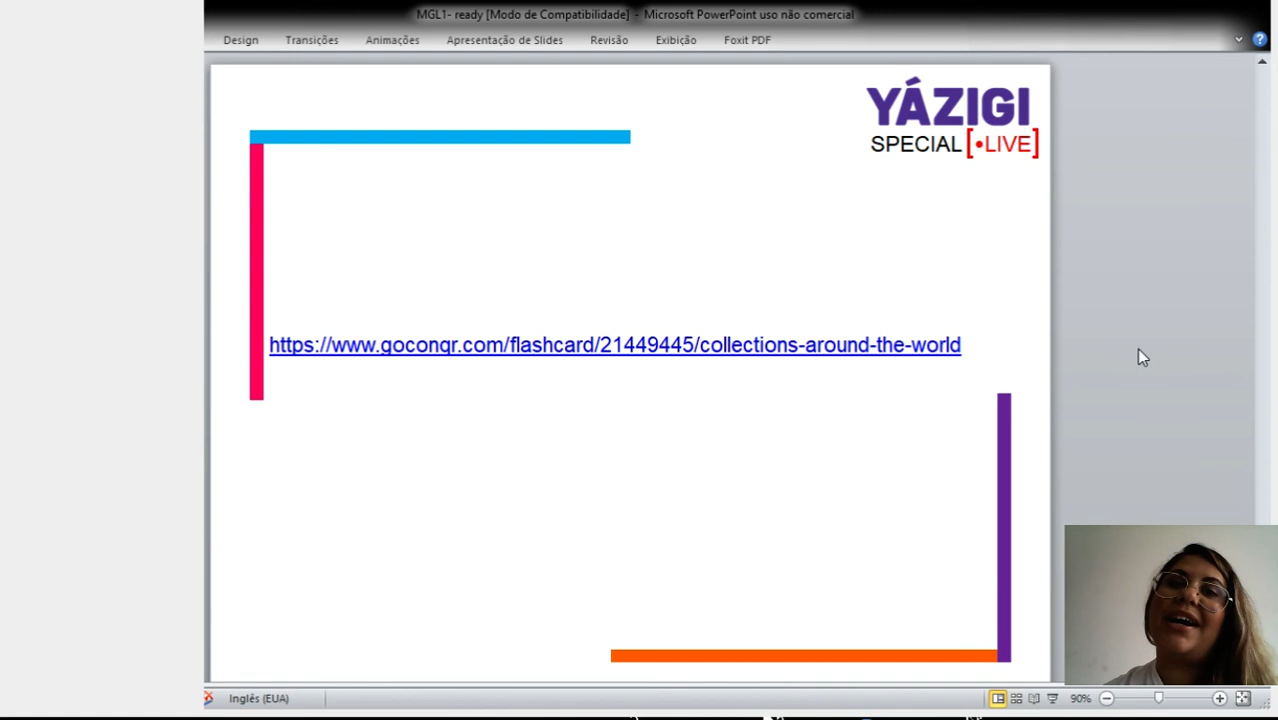 MGL1- ready [Modo de Compatibilidade] - Microsoft PowerPoint uso não comercial
Design Transições Animações Apresentação de Slides Revisão Exibição Foxit PDF
YÁZIGI
SPECIAL [•LIVE]
https://www.goconqr.com/flashcard/21449445/collections-around-the-world
Inglês (EUA) 90%